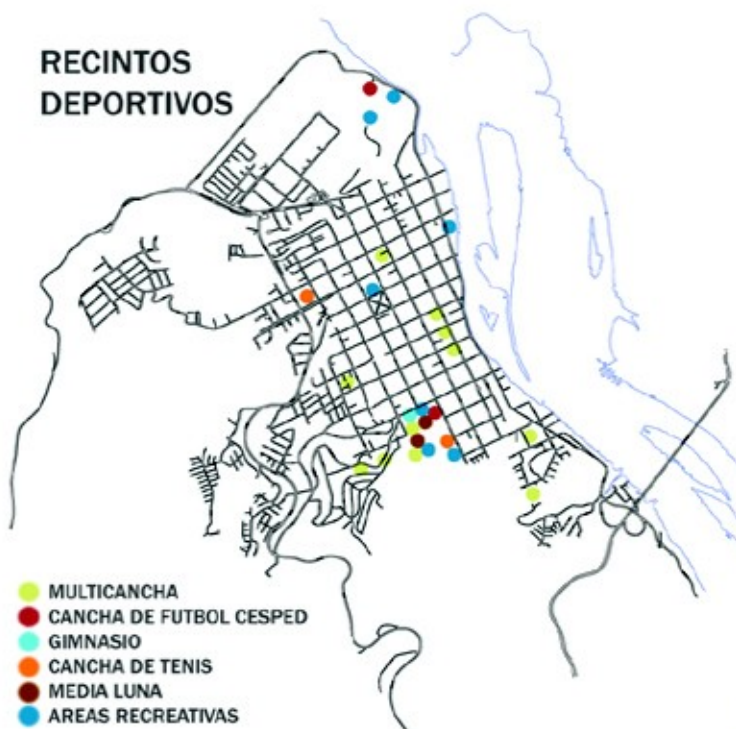 RECINTOS
DEPORTIVOS
MULTICANCHA
CANCHA DE FUTBOL CESPED
GIMNASIO
CANCHA DE TENIS
MEDIA LUNA
AREAS RECREATIVAS